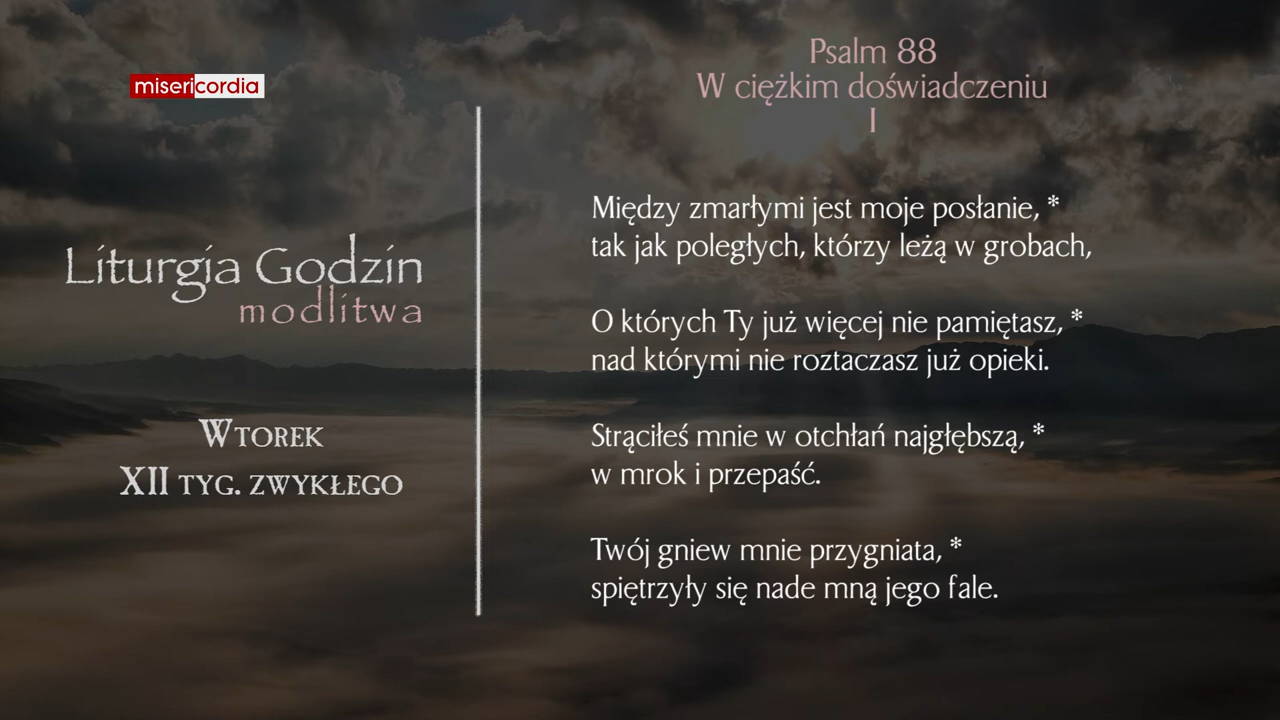 misericordia
Liturgia Godzin
modlitwa
Wtorek
XII tyg. zwykłego
Psalm 88
W ciężkim doświadczeniu
I
Między zmarłymi jest moje posłanie, *
tak jak poległych, którzy leżą w grobach,
O których Ty już więcej nie pamiętasz, *
nad którymi nie roztaczasz już opieki.
Strąciłeś mnie w otchłań najgłębszą, *
w mrok i przepaść.
Twój gniew mnie przygniata, *
spiętrzyły się nade mną jego fale.